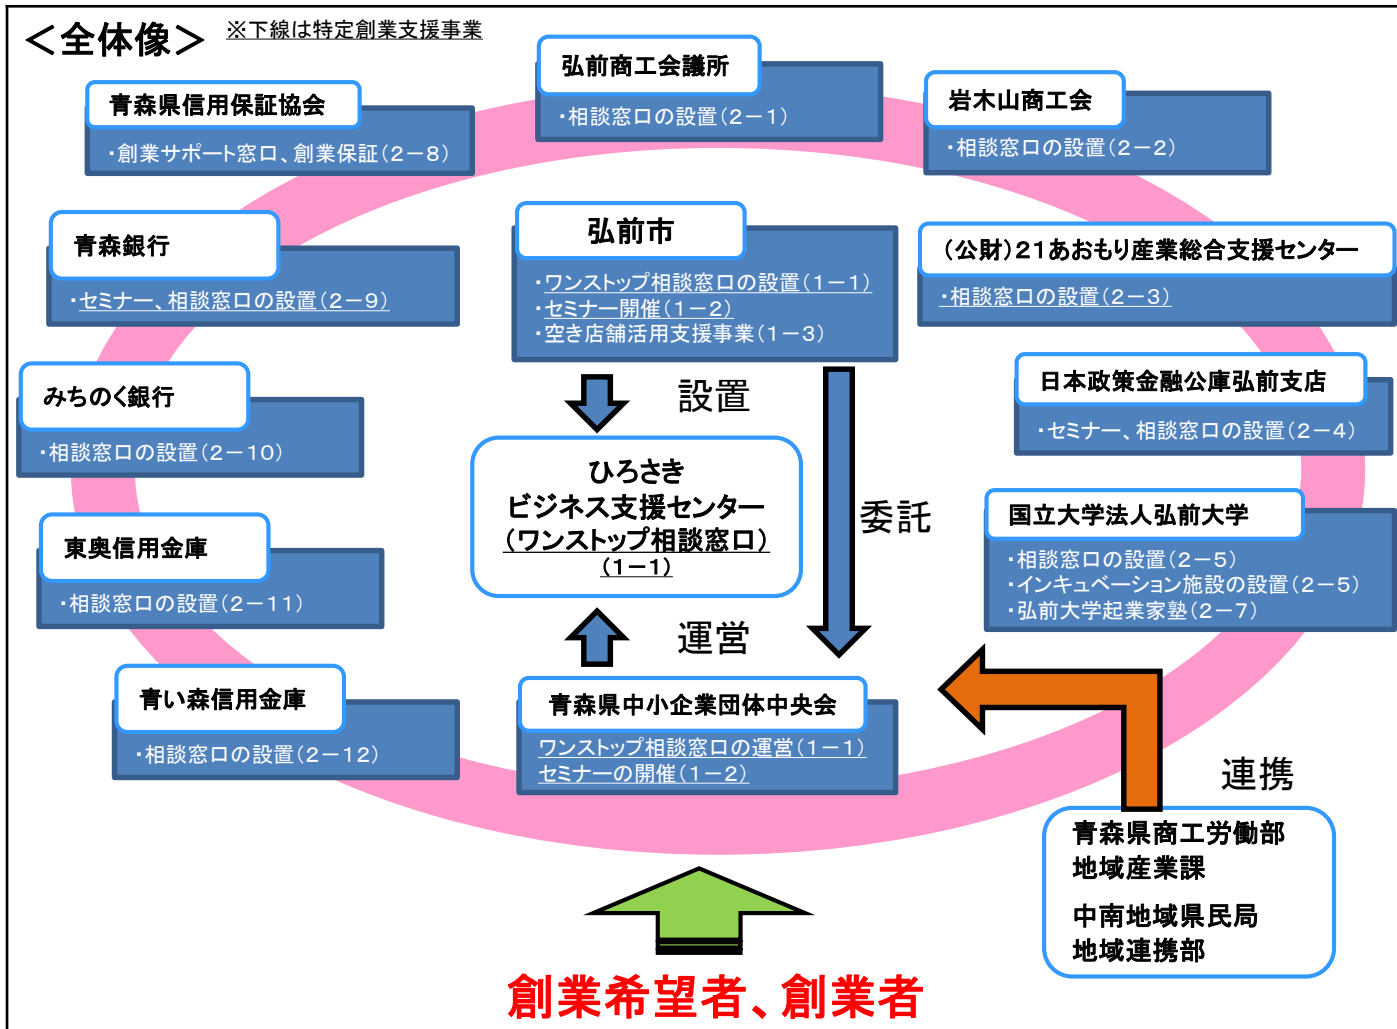 ＜全体像＞
※下線は特定創業支援事業
弘前商工会議所
・相談窓口の設置(2－1)
青森県信用保証協会
・創業サポート窓口、創業保証(2－8)
岩木山商工会
・相談窓口の設置(2－2)
青森銀行
・セミナー、相談窓口の設置(2－9)
弘前市
・ワンストップ相談窓口の設置(1－1)
・セミナー開催(1－2)
・空き店舗活用支援事業(1－3)
(公財)21あおもり産業総合支援センター
・相談窓口の設置(2－3)
みちのく銀行
・相談窓口の設置(2－10)
設置
日本政策金融公庫弘前支店
・セミナー、相談窓口の設置(2－4)
ひろさき
ビジネス支援センター
(ワンストップ相談窓口)
(1－1)
委託
国立大学法人弘前大学
・相談窓口の設置(2－5)
・インキュベーション施設の設置(2－5)
・弘前大学起業家塾(2－7)
東奥信用金庫
・相談窓口の設置(2－11)
運営
青い森信用金庫
・相談窓口の設置(2－12)
青森県中小企業団体中央会
ワンストップ相談窓口の運営(1－1)
セミナーの開催(1－2)
連携
青森県商工労働部
地域産業課
中南地域県民局
地域連携部
創業希望者、創業者